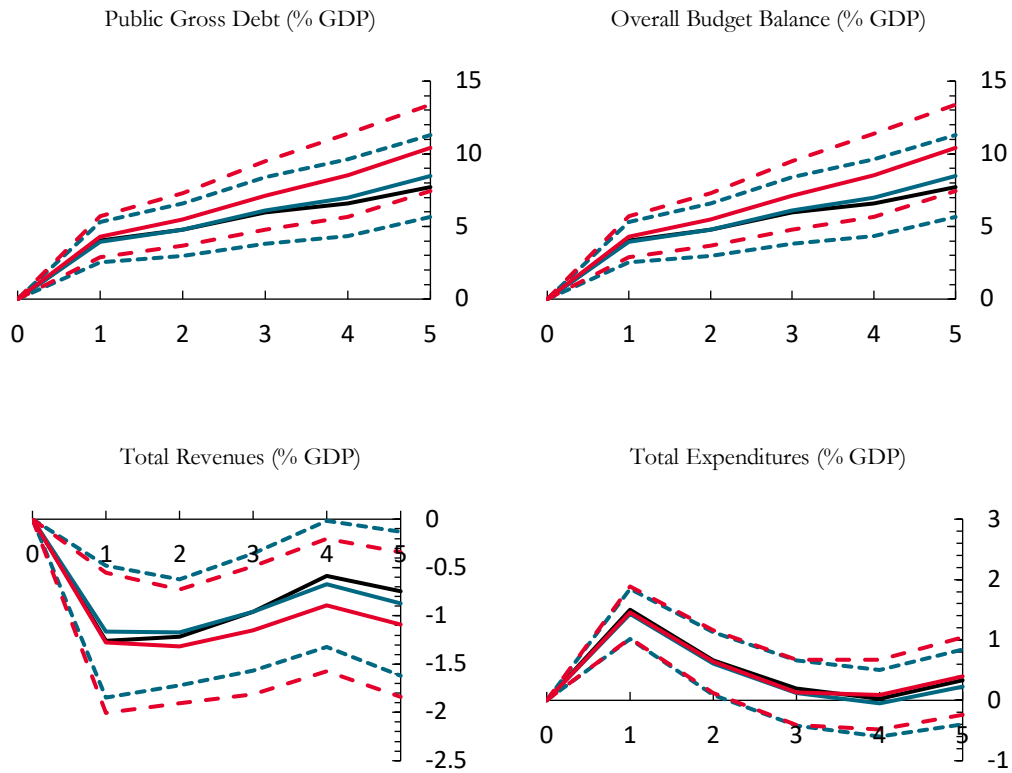 Public Gross Debt (% GDP)
Overall Budget Balance (% GDP)
15
10
5
0
0 1 2 3 4 5
15
10
5
0
0 1 2 3 4 5
Total Revenues (% GDP)
Total Expenditures (% GDP)
0
-0.5
-1
-1.5
-2
-2.5
0 1 2 3 4 5
3
2
1
0
-1
0 1 2 3 4 5